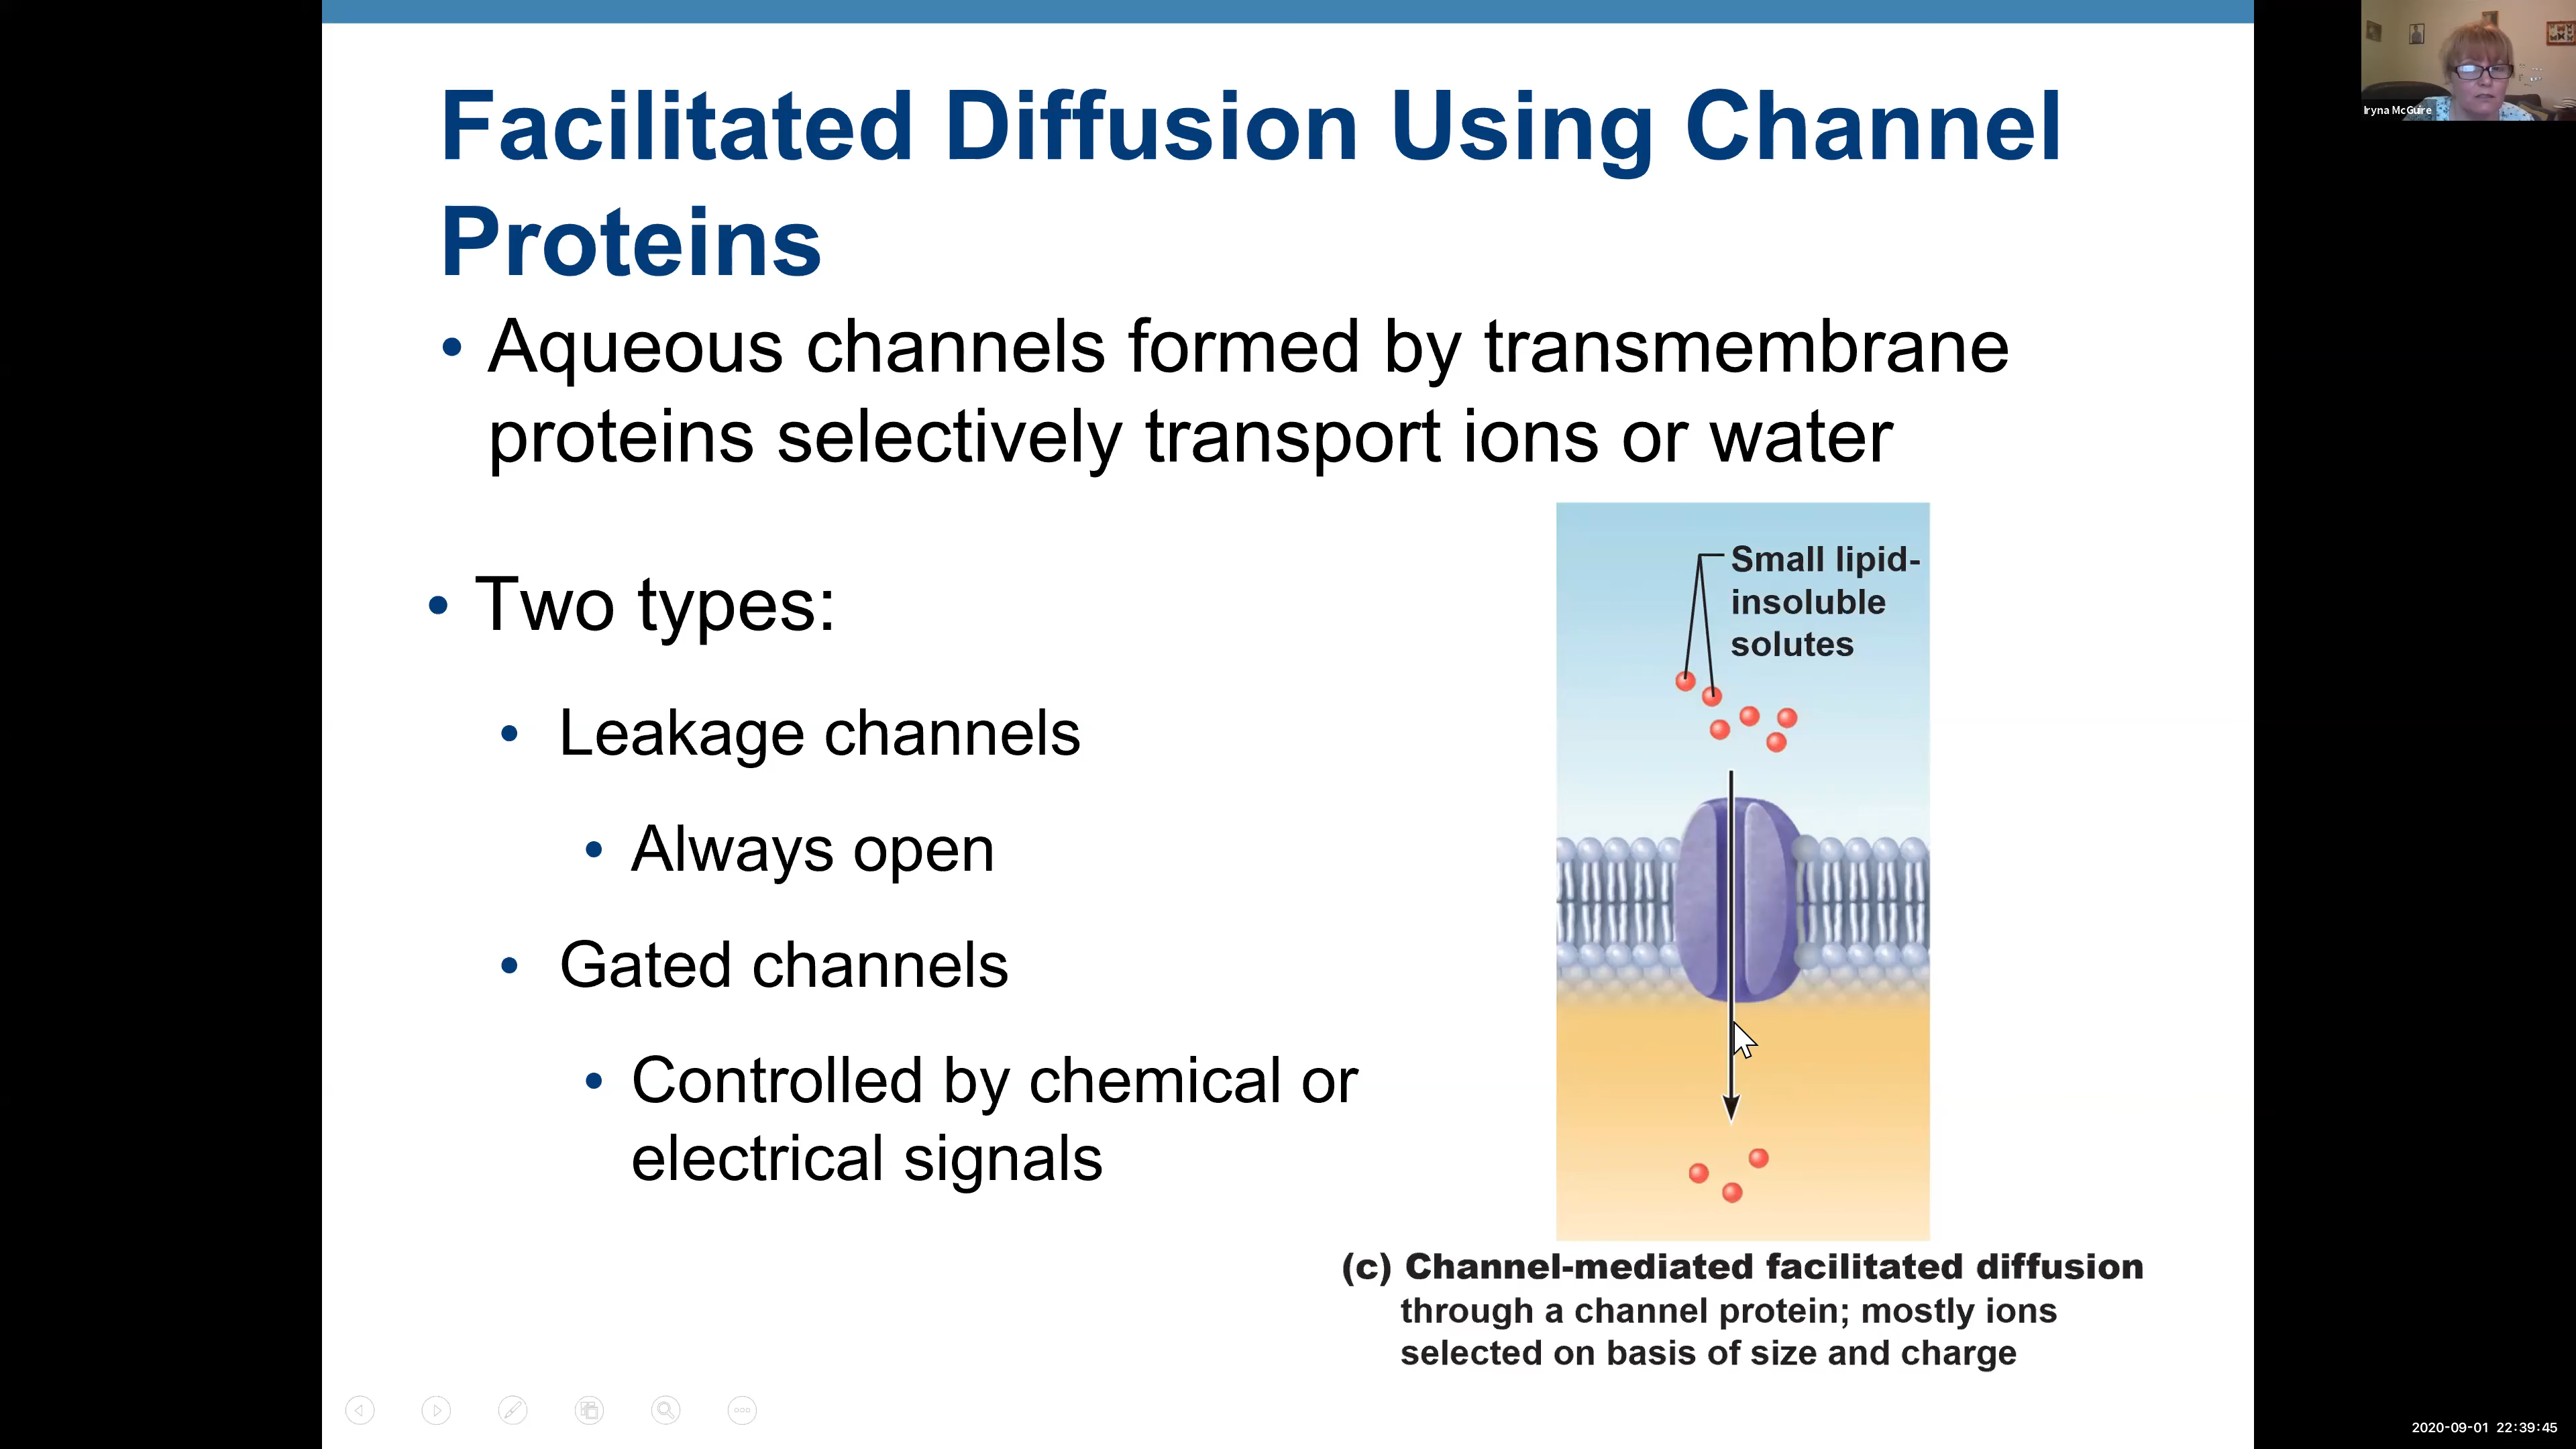 Facilitated Diffusion Using Channel
Proteins
• Aqueous channels formed by transmembrane
proteins selectively transport ions or water
• Two types:
• Leakage channels
• Always open
• Gated channels
• Controlled by chemical or
electrical signals
Small lipid-
insoluble
solutes
(c) Channel-mediated facilitated diffusion
through a channel protein; mostly ions
selected on basis of size and charge
Iryna McGuire
2020-09-01 22:39:45